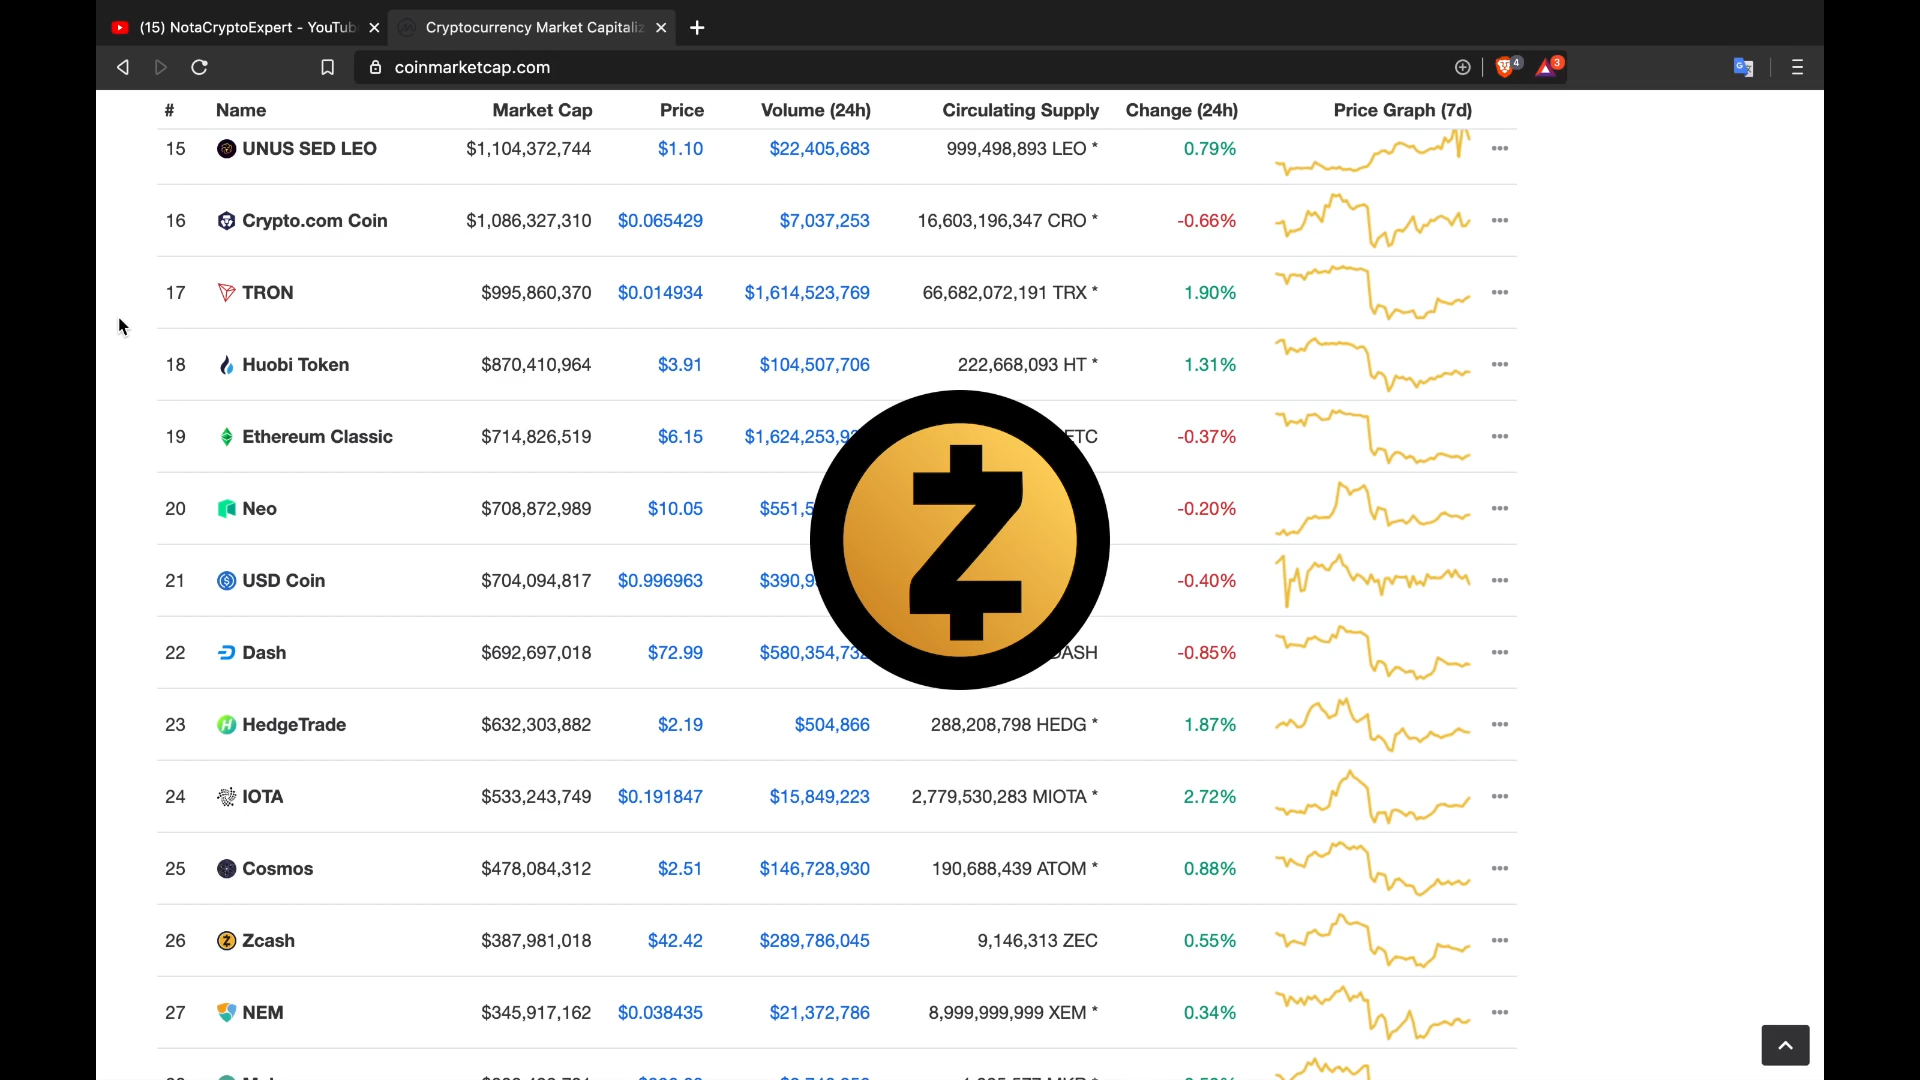 (15) NotaCryptoExpert - YouTub
Cryptocurrency Market Capitaliz
coinmarketcap.com
4
3
# Name Market Cap Price Volume (24h) Circulating Supply Change (24h) Price Graph (7d)
15 UNUS SED LEO $1,104,372,744 $1.10 $22,405,683 999,498,893 LEO * 0.79%
16 Crypto.com Coin $1,086,327,310 $0.065429 $7,037,253 16,603,196,347 CRO * -0.66%
17 TRON $995,860,370 $0.014934 $1,614,523,769 66,682,072,191 TRX * 1.90%
18 Huobi Token $870,410,964 $3.91 $104,507,706 222,668,093 HT * 1.31%
19 Ethereum Classic $714,826,519 $6.15 ETC -0.37%
20 Neo $708,872,989 $10.05 -0.20%
21 USD Coin $704,094,817 $0.996963 -0.40%
22 Dash $692,697,018 $72.99 DASH -0.85%
23 HedgeTrade $632,303,882 $2.19 $504,866 288,208,798 HEDG * 1.87%
24 IOTA $533,243,749 $0.191847 $15,849,223 2,779,530,283 MIOTA * 2.72%
25 Cosmos $478,084,312 $2.51 $146,728,930 190,688,439 ATOM * 0.88%
26 Zcash $387,981,018 $42.42 $289,786,045 9,146,313 ZEC 0.55%
27 NEM $345,917,162 $0.038435 $21,372,786 8,999,999,999 XEM * 0.34%